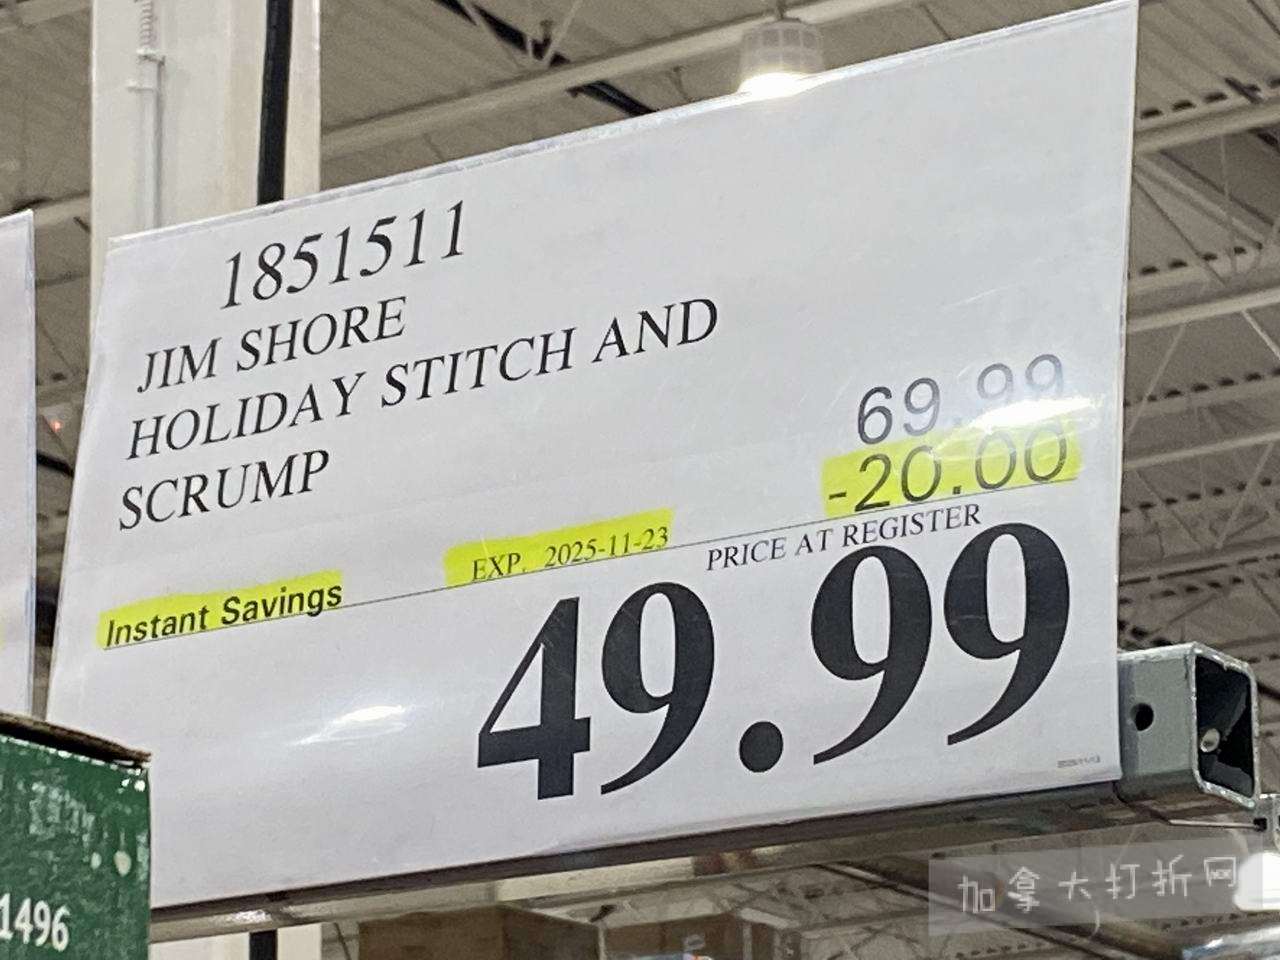 1851511
JIM SHORE
HOLIDAY STITCH AND
SCRUMP
69.99
-20.00
Instant Savings
EXP. 2025-11-23
PRICE AT REGISTER
49.99
1496
加拿大打折网